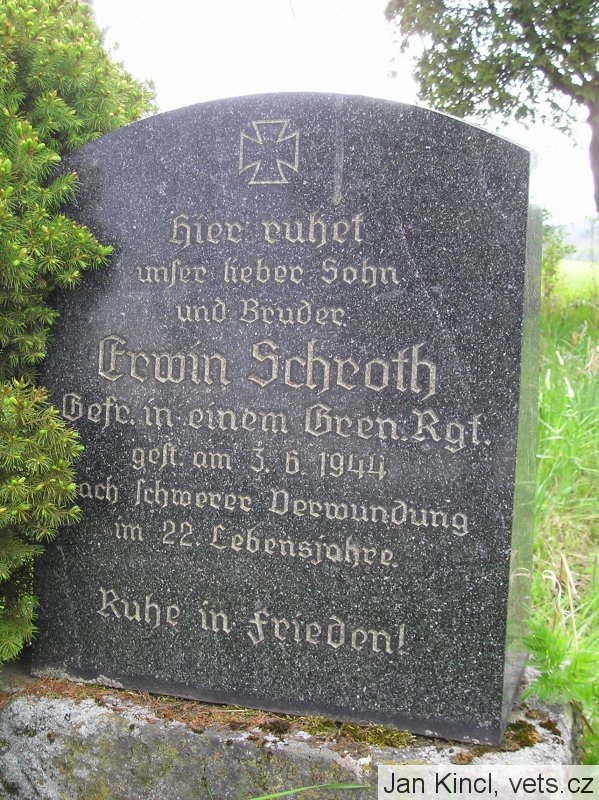 Hier ruhet
unser lieber Sohn
und Bruder
Erwin Schroth
Gefr. in einem Gren. Rgt.
gest. am 3. 6. 1944
nach schwerer Verwundung
im 22. Lebensjahre.
Ruhe in Frieden!
Jan Kincl, vets.cz